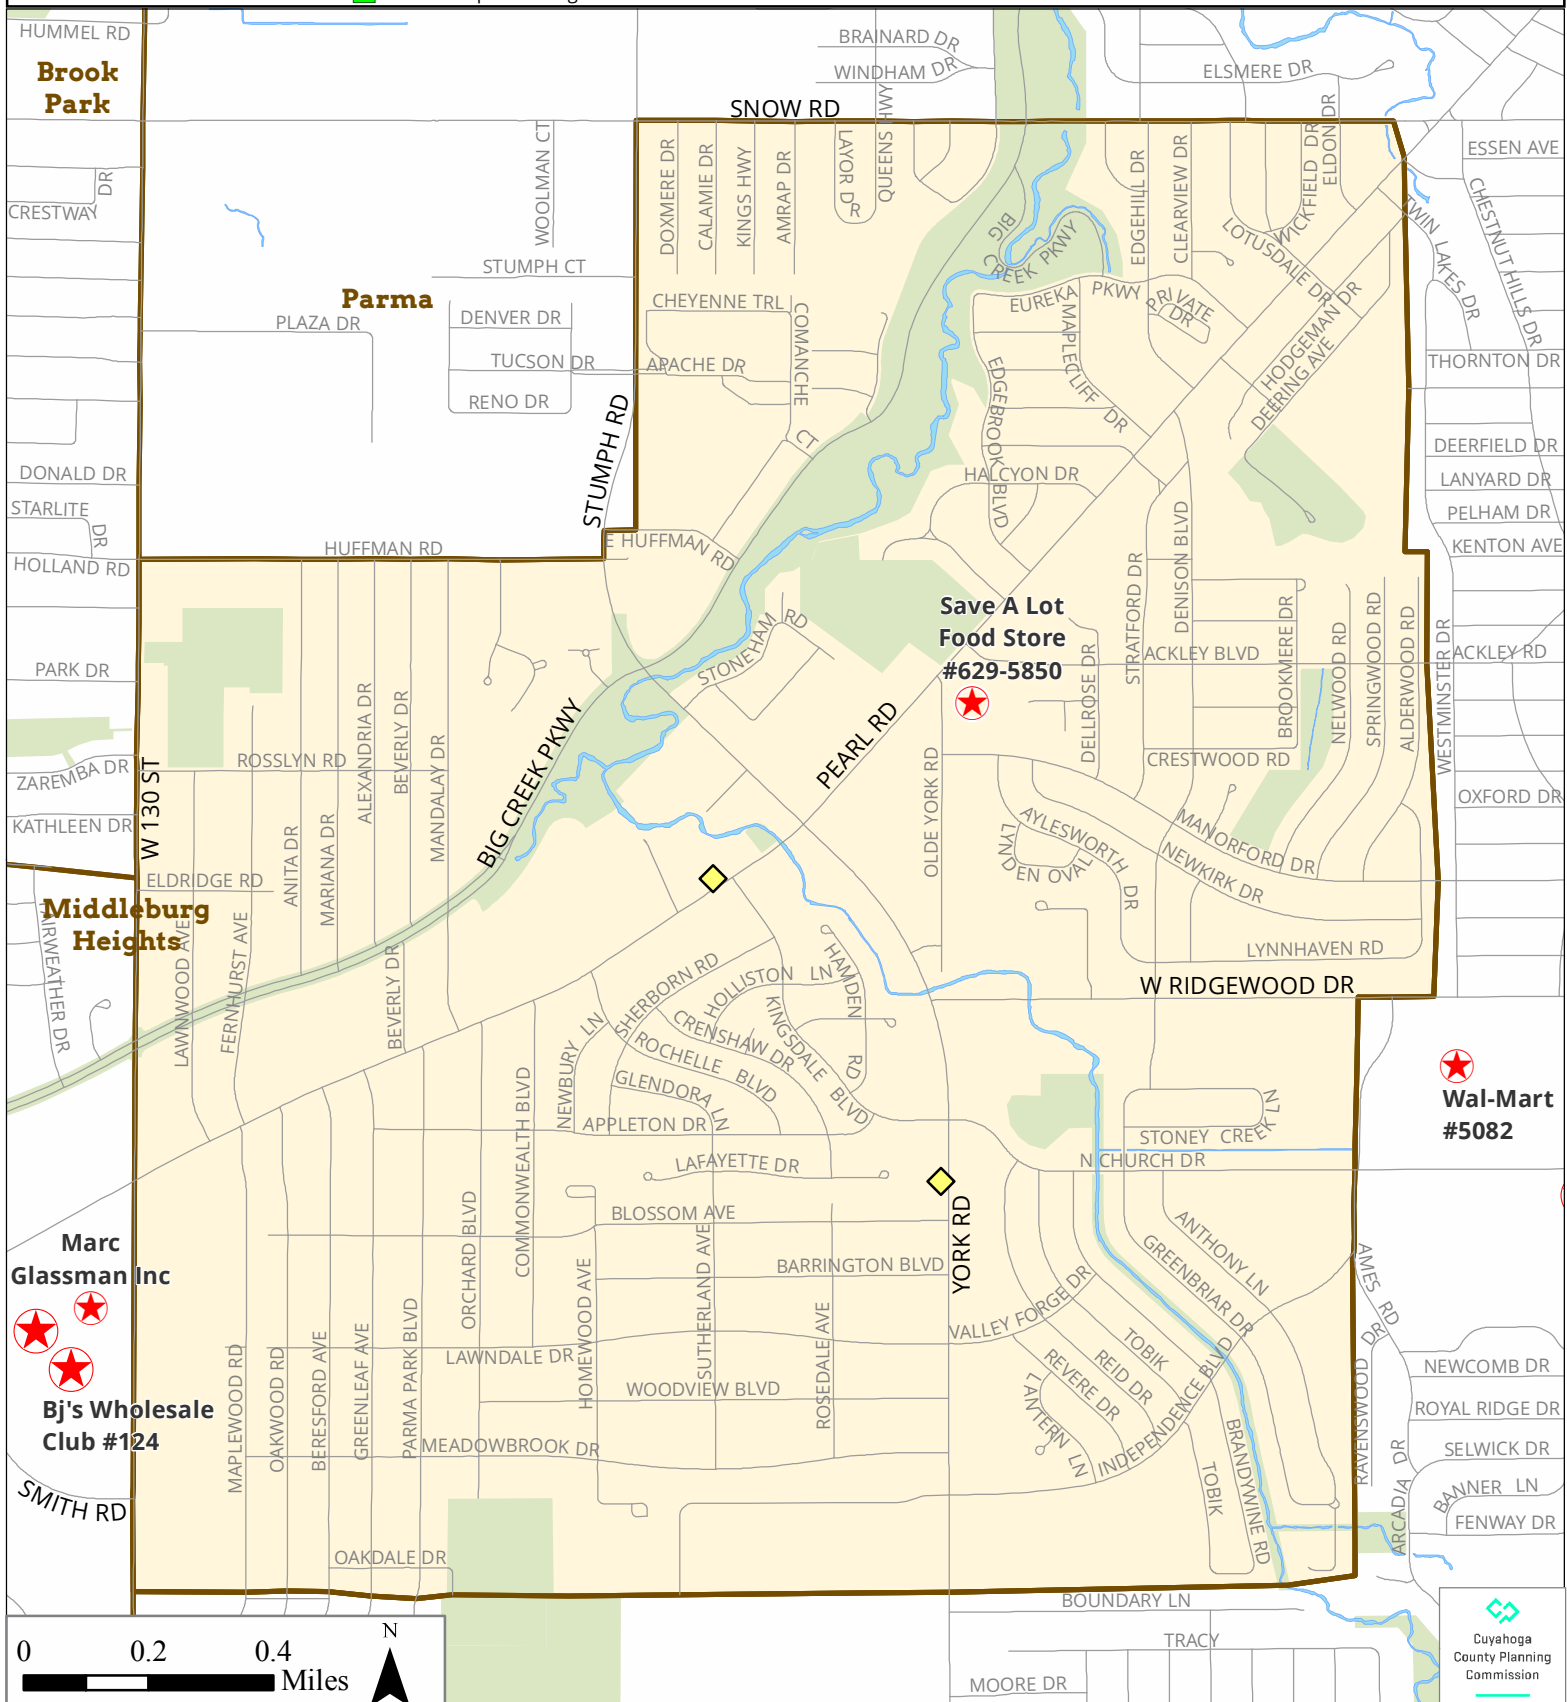 HUMMEL RD
BRAINARD DR
WINDHAM DR
ELSMERE DR
Brook
Park
SNOW RD
QUEENS HWY
WOOLMAN CT
DOXMERE DR
CALAMIE DR
KINGS HWY
AMRAP DR
LAYOR DR
EDGEHILL DR
CLEARVIEW DR
WICKFIELD DR
ELDON DR
ESSEN AVE
CRESTWAY DR
BIG CREEK PKWY
LOTUSDALE DR
TWIN LAKES DR
CHESTNUT HILLS DR
STUMPH CT
Parma
CHEYENNE TRL
EUREKA PKWY
PRIVATE DR
PLAZA DR
DENVER DR
COMANCHE CT
MAPLECLIFF DR
HODGEMAN DR
DEERING AVE
TUCSON DR
APACHE DR
THORNTON DR
RENO DR
STUMPH RD
EDGEBROOK BLVD
DEERFIELD DR
DONALD DR
HALCYON DR
LANYARD DR
STARLITE DR
PELHAM DR
DENISON BLVD
HUFFMAN RD
E HUFFMAN RD
KENTON AVE
HOLLAND RD
STRATFORD DR
Save A Lot
Food Store
#629-5850
STONEHAM RD
BROOKMERE DR
NELWOOD RD
SPRINGWOOD RD
ALDERWOOD RD
WESTMINSTER DR
ACKLEY BLVD
ACKLEY RD
PARK DR
DELLROSE DR
ALEXANDRIA DR
BEVERLY DR
MANDALAY DR
BIG CREEK PKWY
PEARL RD
OLDE YORK RD
CRESTWOOD RD
ROSSLYN RD
ZAREMBA DR
W 130 ST
OXFORD DR
KATHLEEN DR
ANITA DR
MARIANA DR
AYLESWORTH DR
LYNDEN OVAL
MANORFORD DR
NEWKIRK DR
ELDRIDGE RD
Middleburg
Heights
FAIRWEATHER DR
LAWNWOOD AVE
FERNHURST AVE
BEVERLY DR
LYNNHAVEN RD
W RIDGEWOOD DR
SHERBORN RD
HOLLISTON LN
HAMDEN RD
KINGSDALE BLVD
CRENSHAW DR
NEWBURY LN
ROCHELLE BLVD
GLENDORA LN
APPLETON DR
COMMONWEALTH BLVD
Wal-Mart
#5082
STONEY CREEK LN
N CHURCH DR
LAFAYETTE DR
ORCHARD BLVD
BLOSSOM AVE
YORK RD
ANTHONY LN
GREENBRIAR DR
Marc
Glassman Inc
BARRINGTON BLVD
HOMEWOOD AVE
SUTHERLAND AVE
ROSEDALE AVE
VALLEY FORGE DR
AMES RD
MAPLEWOOD RD
OAKWOOD RD
BERESFORD AVE
GREENLEAF AVE
PARMA PARK BLVD
LAWNDALE DR
TOBIK
REID DR
REVERE DR
LANTERN LN
INDEPENDENCE BLVD
RAVENSWOOD DR
NEWCOMB DR
WOODVIEW BLVD
Bj's Wholesale
Club #124
ROYAL RIDGE DR
MEADOWBROOK DR
SELWICK DR
TOBIK
BRANDYWINE RD
ARCADIA DR
BANNER LN
SMITH RD
FENWAY DR
OAKDALE DR
BOUNDARY LN
TRACY
MOORE DR
0 0.2 0.4
Miles
N
Cuyahoga
County Planning
Commission